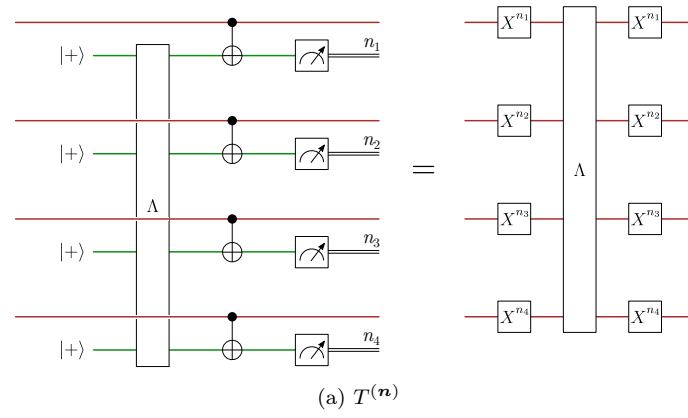 |+⟩ n₁ X^{n₁} X^{n₁}
|+⟩ n₂ X^{n₂} X^{n₂}
= Λ
Λ
|+⟩ n₃ X^{n₃} X^{n₃}
|+⟩ n₄ X^{n₄} X^{n₄}
(a) T^{(n)}